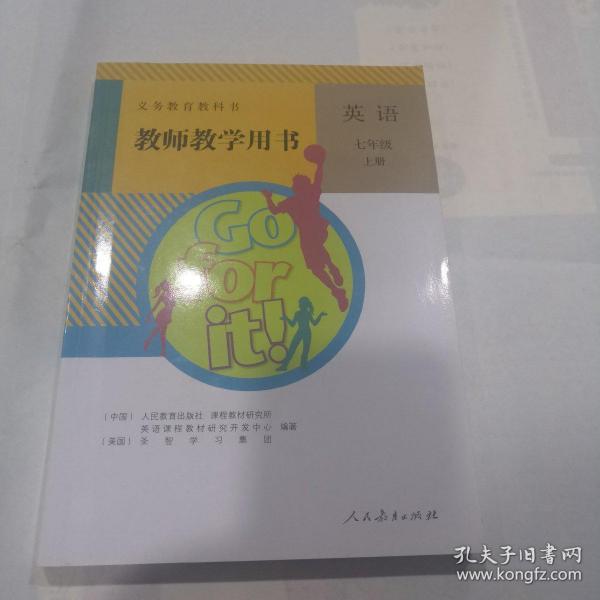 义务教育教科书
教师教学用书
英语
七年级
上册
Go
for
it!
（中国）人民教育出版社 课程教材研究所
英语课程教材研究开发中心 编著
（美国）圣智学习集团
人民教育出版社
孔夫子旧书网
www.kongfz.com